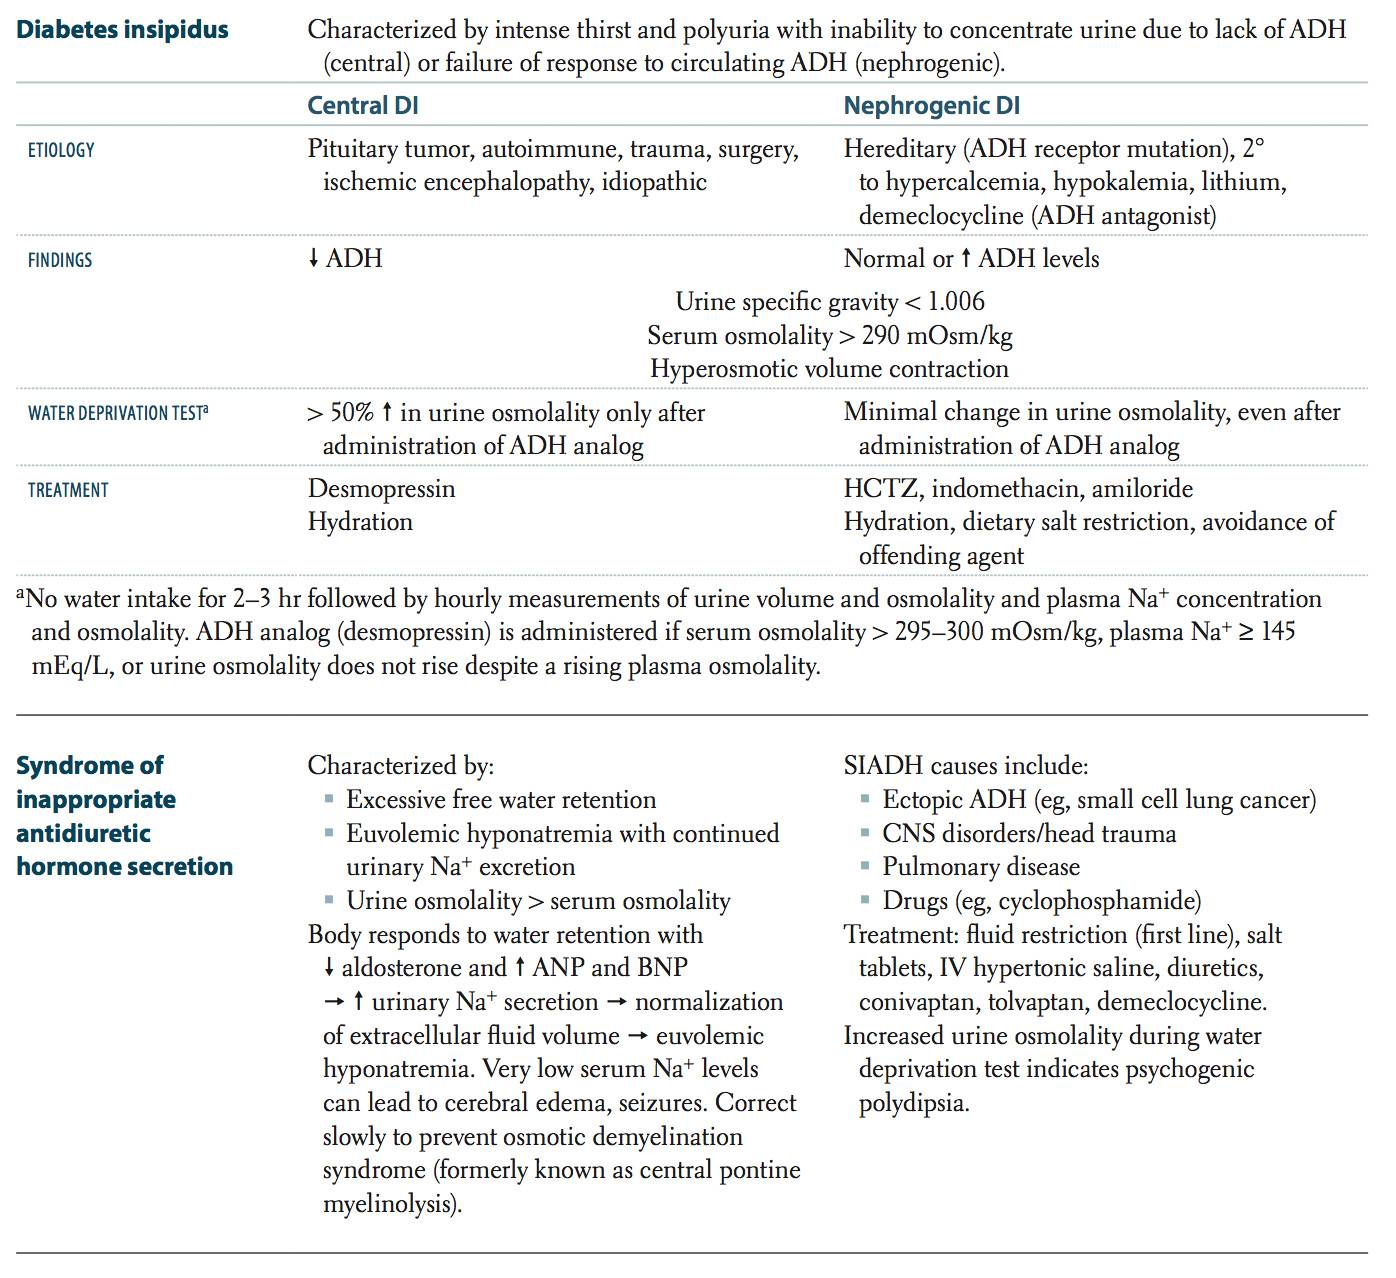 Diabetes insipidus
Characterized by intense thirst and polyuria with inability to concentrate urine due to lack of ADH
(central) or failure of response to circulating ADH (nephrogenic).
Central DI
Nephrogenic DI
ETIOLOGY
Pituitary tumor, autoimmune, trauma, surgery,
ischemic encephalopathy, idiopathic
Hereditary (ADH receptor mutation), 2°
to hypercalcemia, hypokalemia, lithium,
demeclocycline (ADH antagonist)
FINDINGS
↓ ADH
Normal or ↑ ADH levels
Urine specific gravity < 1.006
Serum osmolality > 290 mOsm/kg
Hyperosmotic volume contraction
WATER DEPRIVATION TESTᵃ
> 50% ↑ in urine osmolality only after
administration of ADH analog
Minimal change in urine osmolality, even after
administration of ADH analog
TREATMENT
Desmopressin
Hydration
HCTZ, indomethacin, amiloride
Hydration, dietary salt restriction, avoidance of
offending agent
ᵃNo water intake for 2–3 hr followed by hourly measurements of urine volume and osmolality and plasma Na⁺ concentration
and osmolality. ADH analog (desmopressin) is administered if serum osmolality > 295–300 mOsm/kg, plasma Na⁺ ≥ 145
mEq/L, or urine osmolality does not rise despite a rising plasma osmolality.
Syndrome of
inappropriate
antidiuretic
hormone secretion
Characterized by:
▪ Excessive free water retention
▪ Euvolemic hyponatremia with continued
urinary Na⁺ excretion
▪ Urine osmolality > serum osmolality
Body responds to water retention with
↓ aldosterone and ↑ ANP and BNP
→ ↑ urinary Na⁺ secretion → normalization
of extracellular fluid volume → euvolemic
hyponatremia. Very low serum Na⁺ levels
can lead to cerebral edema, seizures. Correct
slowly to prevent osmotic demyelination
syndrome (formerly known as central pontine
myelinolysis).
SIADH causes include:
▪ Ectopic ADH (eg, small cell lung cancer)
▪ CNS disorders/head trauma
▪ Pulmonary disease
▪ Drugs (eg, cyclophosphamide)
Treatment: fluid restriction (first line), salt
tablets, IV hypertonic saline, diuretics,
conivaptan, tolvaptan, demeclocycline.
Increased urine osmolality during water
deprivation test indicates psychogenic
polydipsia.